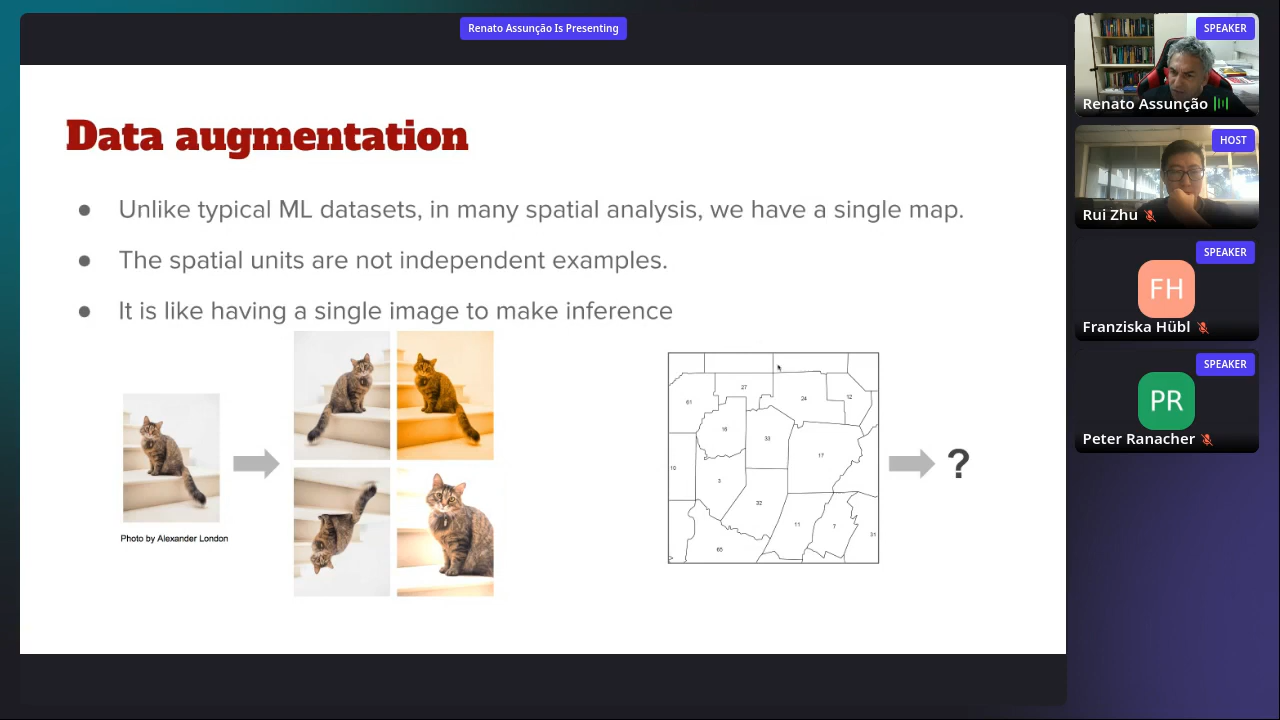 Renato Assunção Is Presenting
Data augmentation
● Unlike typical ML datasets, in many spatial analysis, we have a single map.
● The spatial units are not independent examples.
● It is like having a single image to make inference
Photo by Alexander London
27
61
24
12
16
33
17
10
3
32
11
7
31
65
?
SPEAKER
Renato Assunção
HOST
Rui Zhu
SPEAKER
FH
Franziska Hübl
SPEAKER
PR
Peter Ranacher